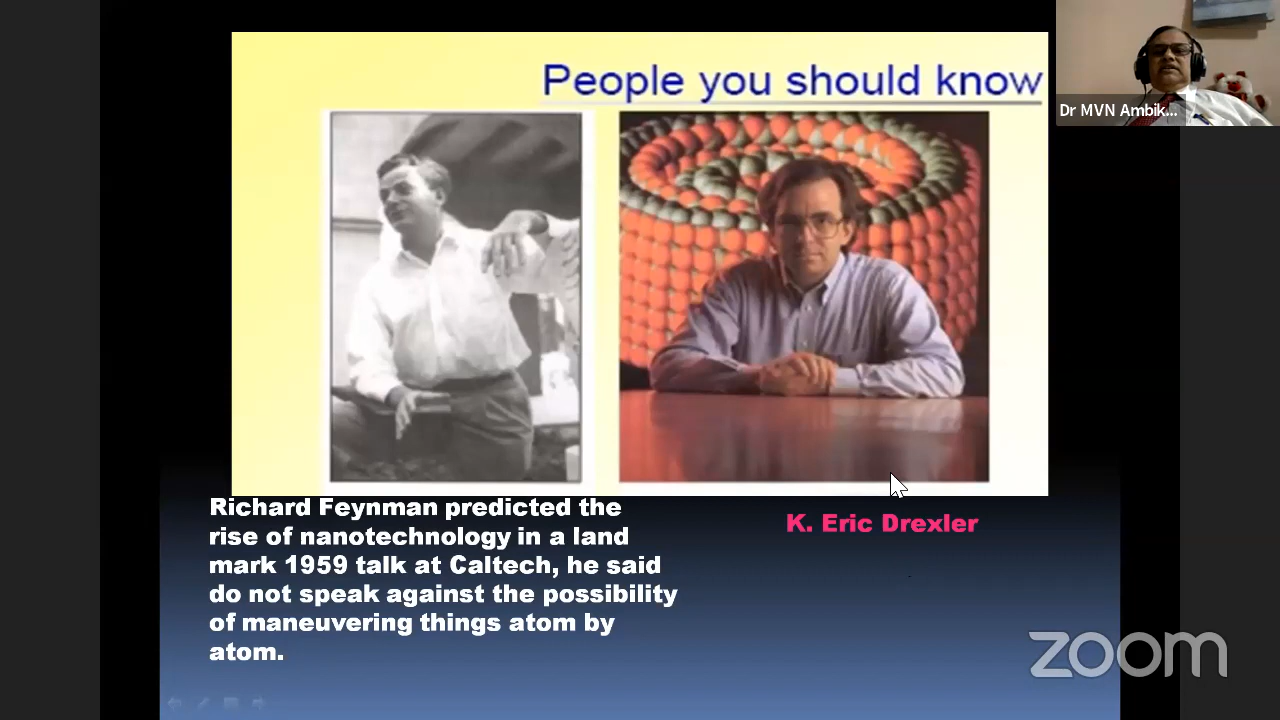 People you should know
Dr MVN Ambik...
Richard Feynman predicted the
rise of nanotechnology in a land
mark 1959 talk at Caltech, he said
do not speak against the possibility
of maneuvering things atom by
atom.
K. Eric Drexler
zoom